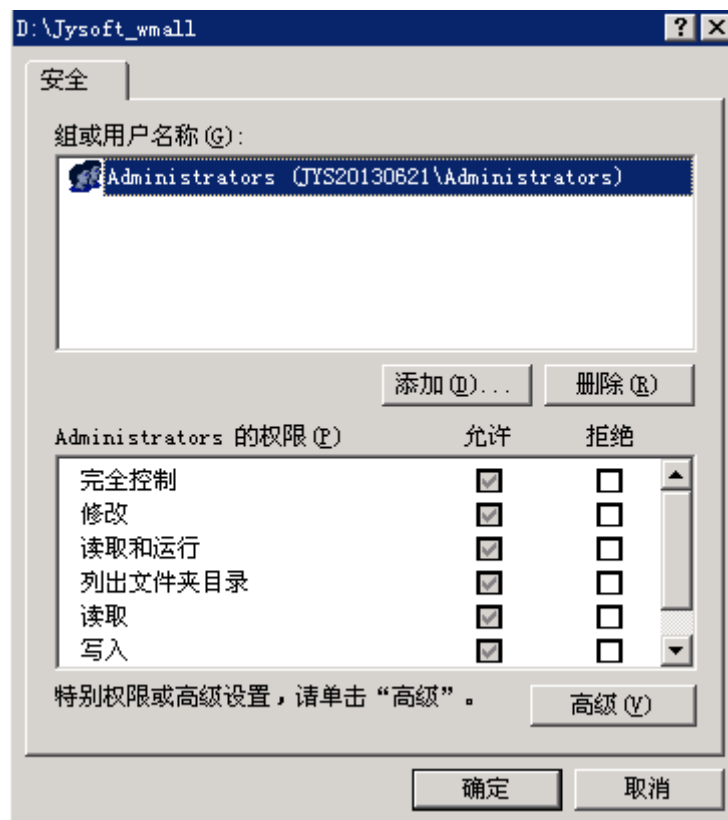 D:\Jysoft_wmall
安全
组或用户名称(G):
Administrators (JYS20130621\Administrators)
添加(D)... 删除(R)
Administrators 的权限(P) 允许 拒绝
完全控制
修改
读取和运行
列出文件夹目录
读取
写入
特别权限或高级设置，请单击“高级”。 高级(V)
确定 取消